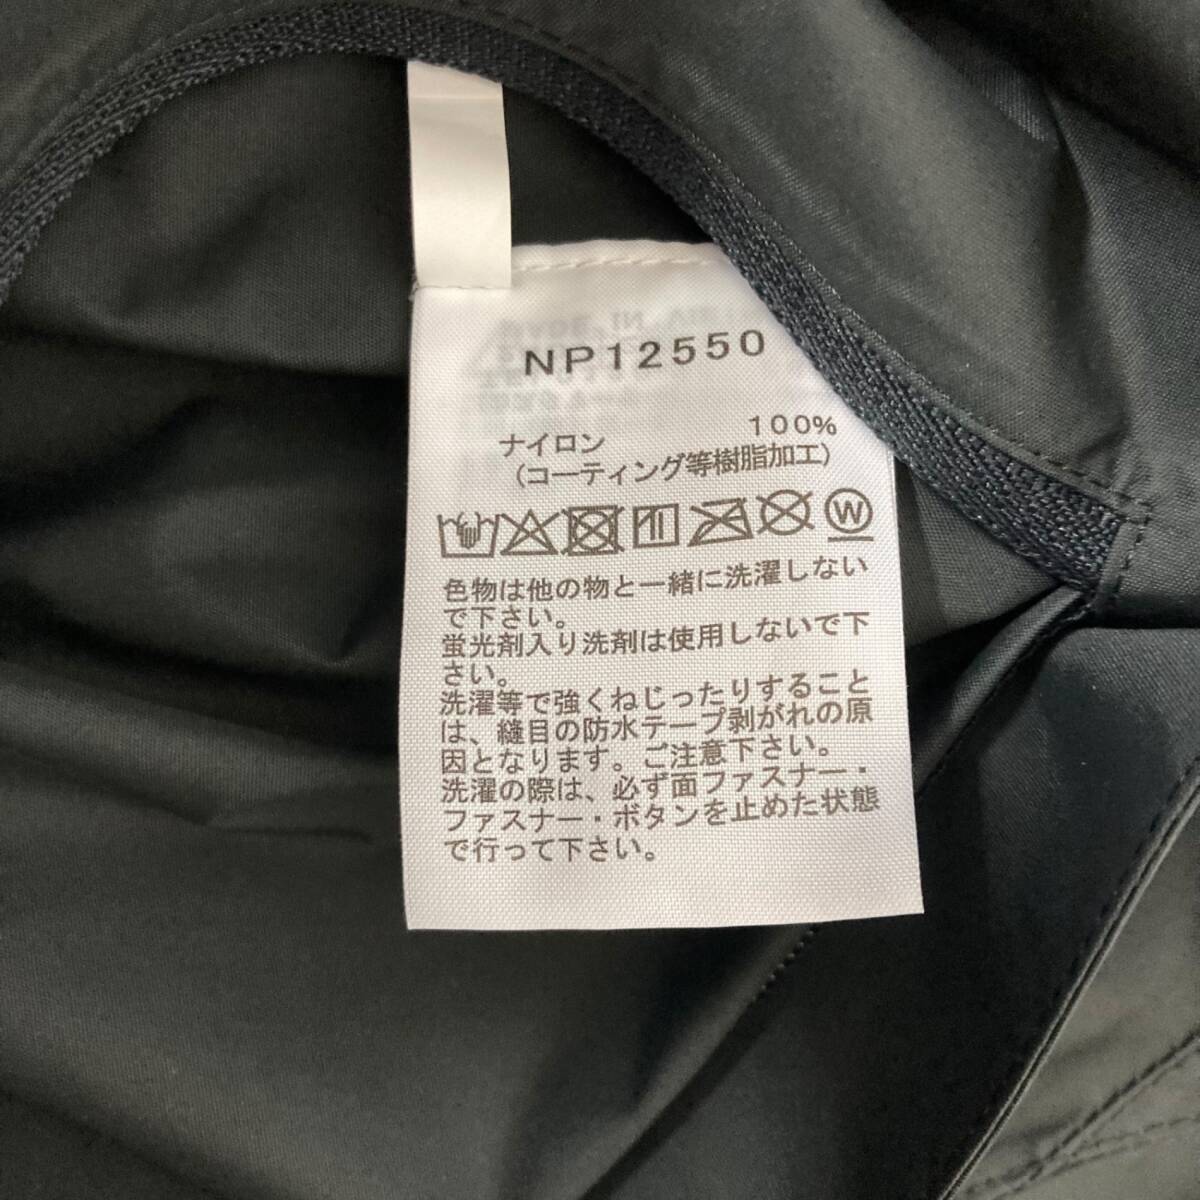 NP12550
ナイロン 100%
(コーティング等樹脂加工)
W
色物は他の物と一緒に洗濯しない
で下さい。
蛍光剤入り洗剤は使用しないで下
さい。
洗濯等で強くねじったりすること
は、縫目の防水テープ剥がれの原
因となります。ご注意下さい。
洗濯の際は、必ず面ファスナー・
ファスナー・ボタンを止めた状態
で行って下さい。